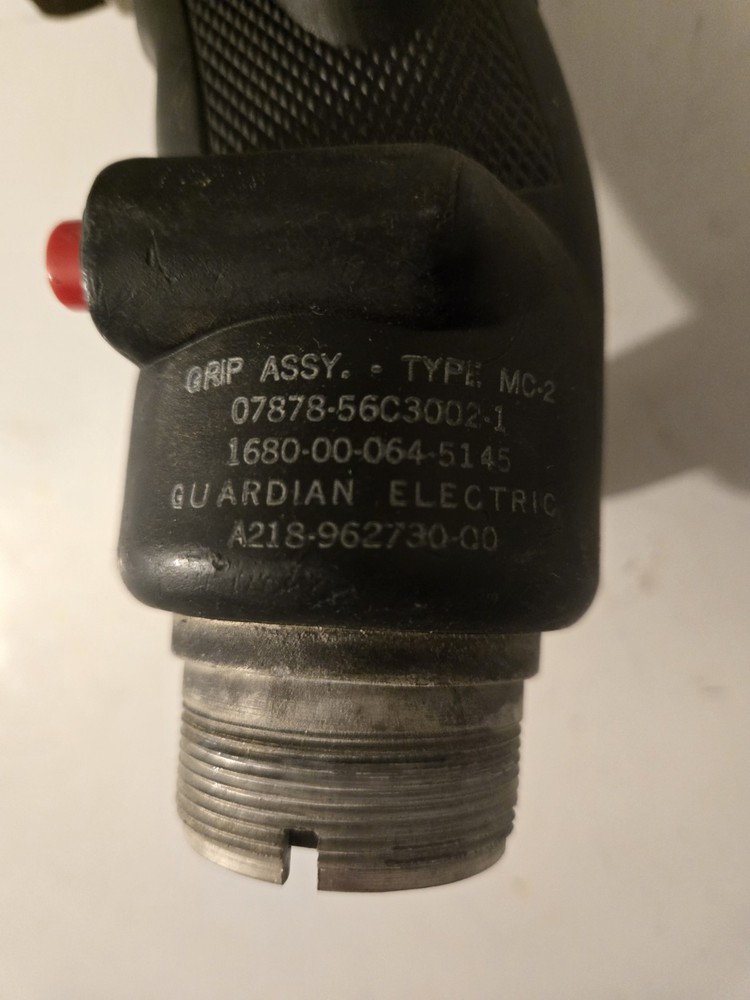 GRIP ASSY. - TYPE MC-2
07878-56C3002-1
1680-00-064-5145
GUARDIAN ELECTRIC
A218-962730-00